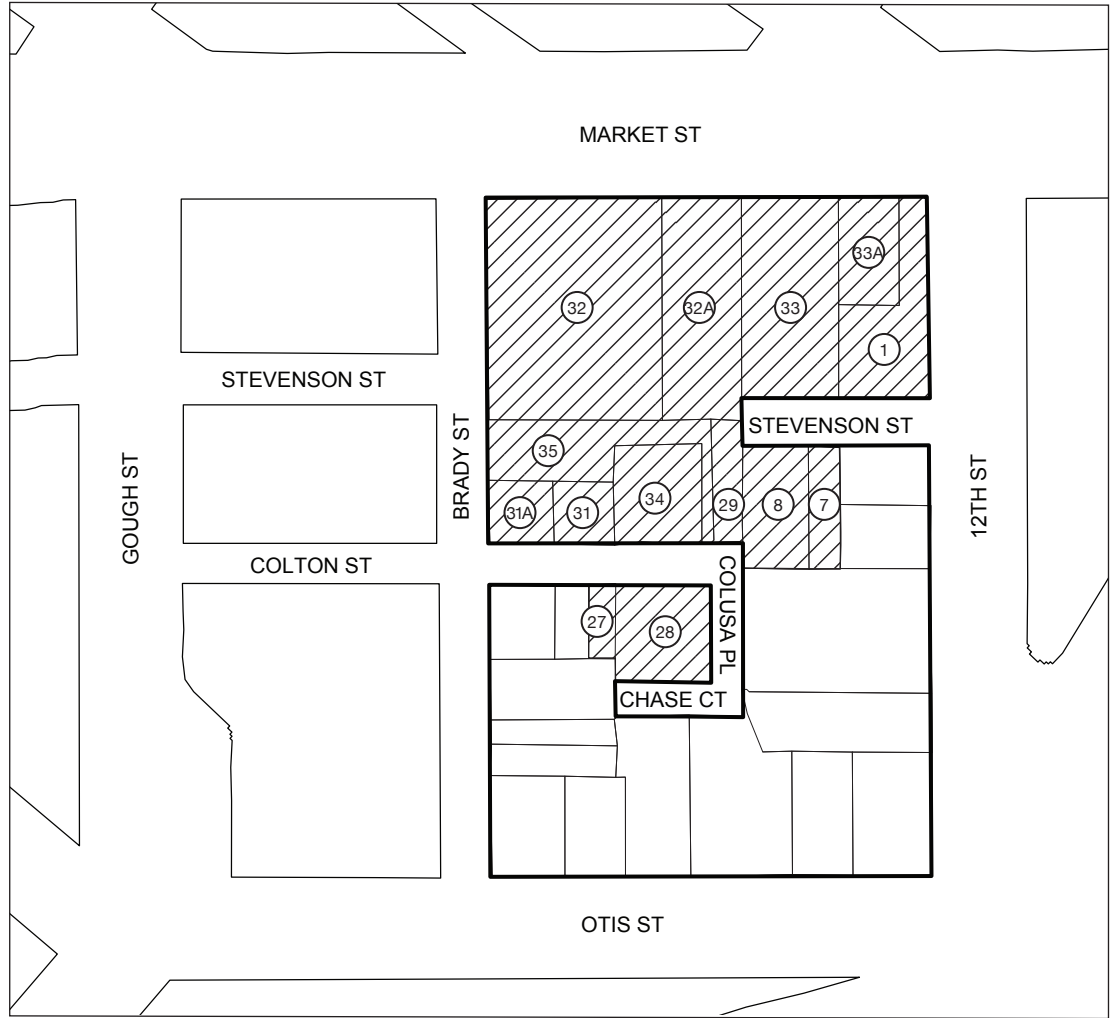 MARKET ST
33A
32
32A
33
1
STEVENSON ST
STEVENSON ST
GOUGH ST
BRADY ST
12TH ST
35
34
31A
31
29
8
7
COLTON ST
COLUSA PL
27
28
CHASE CT
OTIS ST